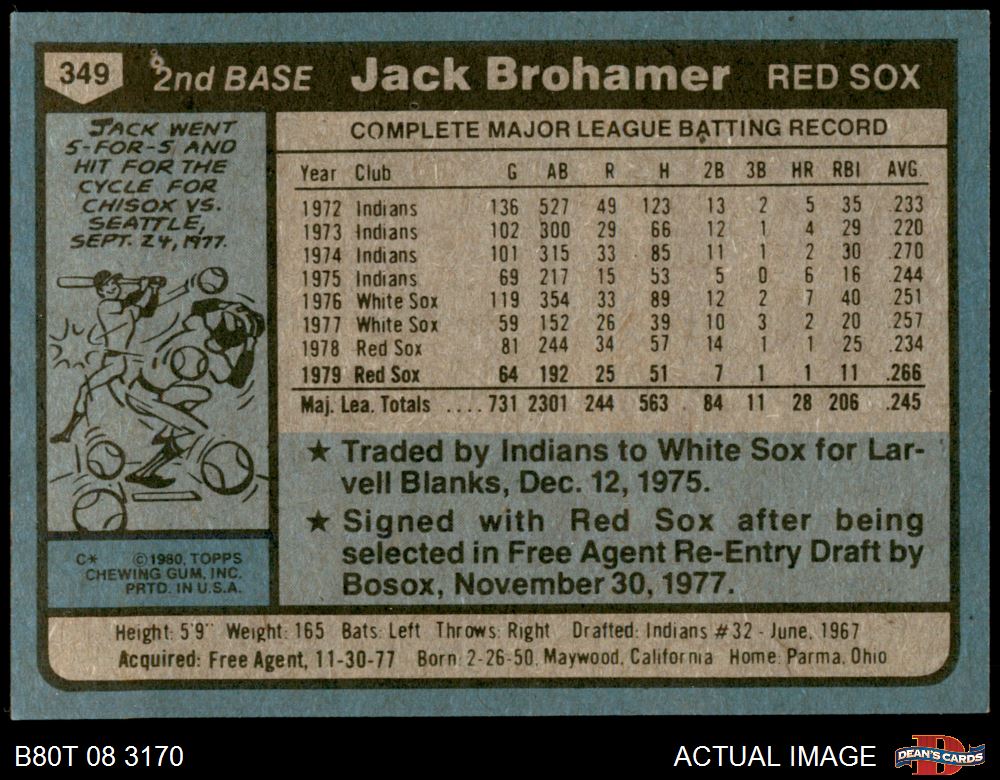 349
2nd BASE Jack Brohamer RED SOX
JACK WENT
5-FOR-5 AND
HIT FOR THE
CYCLE FOR
CHISOX VS.
SEATTLE,
SEPT. 24, 1977.
COMPLETE MAJOR LEAGUE BATTING RECORD
Year Club G AB R H 2B 3B HR RBI AVG.
1972 Indians 136 527 49 123 13 2 5 35 .233
1973 Indians 102 300 29 66 12 1 4 29 .220
1974 Indians 101 315 33 85 11 1 2 30 .270
1975 Indians 69 217 15 53 5 0 6 16 .244
1976 White Sox 119 354 33 89 12 2 7 40 .251
1977 White Sox 59 152 26 39 10 3 2 20 .257
1978 Red Sox 81 244 34 57 14 1 1 25 .234
1979 Red Sox 64 192 25 51 7 1 1 11 .266
Maj. Lea. Totals .... 731 2301 244 563 84 11 28 206 .245
★ Traded by Indians to White Sox for Lar-
vell Blanks, Dec. 12, 1975.
★ Signed with Red Sox after being
selected in Free Agent Re-Entry Draft by
Bosox, November 30, 1977.
C* ©1980, TOPPS
CHEWING GUM, INC.
PRTD. IN U.S.A.
Height: 5'9" Weight: 165 Bats: Left Throws: Right Drafted: Indians #32 - June, 1967
Acquired: Free Agent, 11-30-77 Born: 2-26-50, Maywood, California Home: Parma, Ohio
B80T 08 3170
ACTUAL IMAGE
D
DEAN'S CARDS